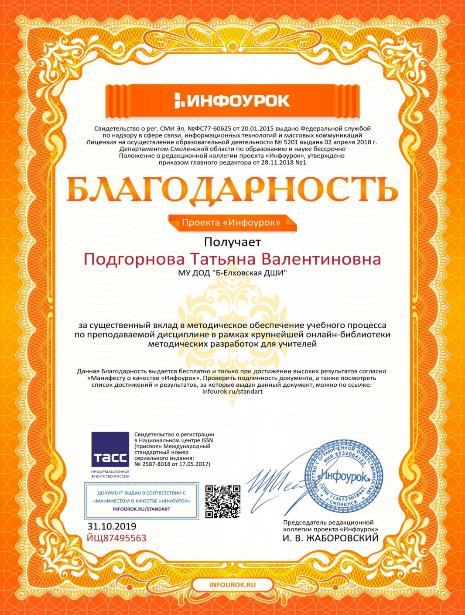 ИНФОУРОК
Свидетельство о рег. СМИ Эл. №ФС77-60625 от 20.01.2015 выдано Федеральной службой
по надзору в сфере связи, информационных технологий и массовых коммуникаций
Лицензия на осуществление образовательной деятельности № 5201 выдана 02 апреля 2018 г.
Департаментом Смоленской области по образованию и науке бессрочно
Положение о редакционной коллегии проекта «Инфоурок», утверждено
приказом главного редактора от 28.11.2018 №1
БЛАГОДАРНОСТЬ
Проекта «Инфоурок»
Получает
Подгорнова Татьяна Валентиновна
МУ ДОД "Б-Елховская ДШИ"
за существенный вклад в методическое обеспечение учебного процесса
по преподаваемой дисциплине в рамках крупнейшей онлайн-библиотеки
методических разработок для учителей
Данная Благодарность выдается бесплатно и только при достижении высоких результатов согласно
«Манифесту о качестве «Инфоурок». Проверить подлинность документа, а также посмотреть
список достижений и результатов, за которые выдан данный документ, можно по ссылке:
infourok.ru/standart
ТАСС
ИНФОРМАЦИОННОЕ
АГЕНТСТВО РОССИИ
Свидетельство о регистрации
в Национальном центре ISSN
(присвоен Международный
стандартный номер
сериального издания:
№ 2587-8018 от 17.05.2017)
ДОКУМЕНТ ВЫДАН В СООТВЕТСТВИИ С
«МАНИФЕСТОМ О КАЧЕСТВЕ «ИНФОУРОК»
INFOUROK.RU/STANDART
31.10.2019
ЙЩ87495563
Инфоурок
Председатель редакционной
коллегии проекта «Инфоурок»
И. В. ЖАБОРОВСКИЙ
INFOUROK.RU